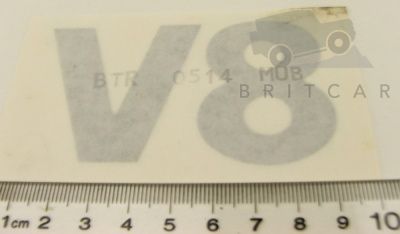 V8
BTR 0514 MOB
BRITCAR
1cm 2 3 4 5 6 7 8 9 10